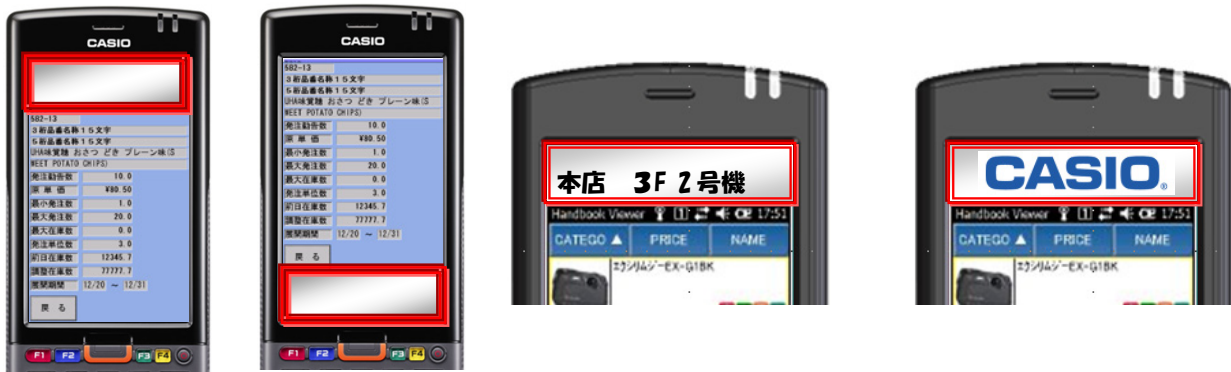 CASIO
582-13
3桁品番名称15文字
5桁品番名称15文字
UHA味覚糖 おさつ どき プレーン味(S
WEET POTATO CHIPS)
発注勧告数 10.0
原 単 価 ¥80.50
最小発注数 1.0
最大発注数 20.0
最大在庫数 0.0
発注単位数 3.0
前日在庫数 12345.7
調整在庫数 77777.7
展開期間 12/20 ~ 12/31
戻 る
F1 F2 F3 F4
CASIO
582-13
3桁品番名称15文字
5桁品番名称15文字
UHA味覚糖 おさつ どき プレーン味(S
WEET POTATO CHIPS)
発注勧告数 10.0
原 単 価 ¥80.50
最小発注数 1.0
最大発注数 20.0
最大在庫数 0.0
発注単位数 3.0
前日在庫数 12345.7
調整在庫数 77777.7
展開期間 12/20 ~ 12/31
戻 る
F1 F2 F3 F4
本店 3F 2号機
Handbook Viewer 17:51
CATEGO ▲ PRICE NAME
エクシリムジーEX-G1BK
CASIO®
Handbook Viewer 17:51
CATEGO ▲ PRICE NAME
エクシリムジーEX-G1BK